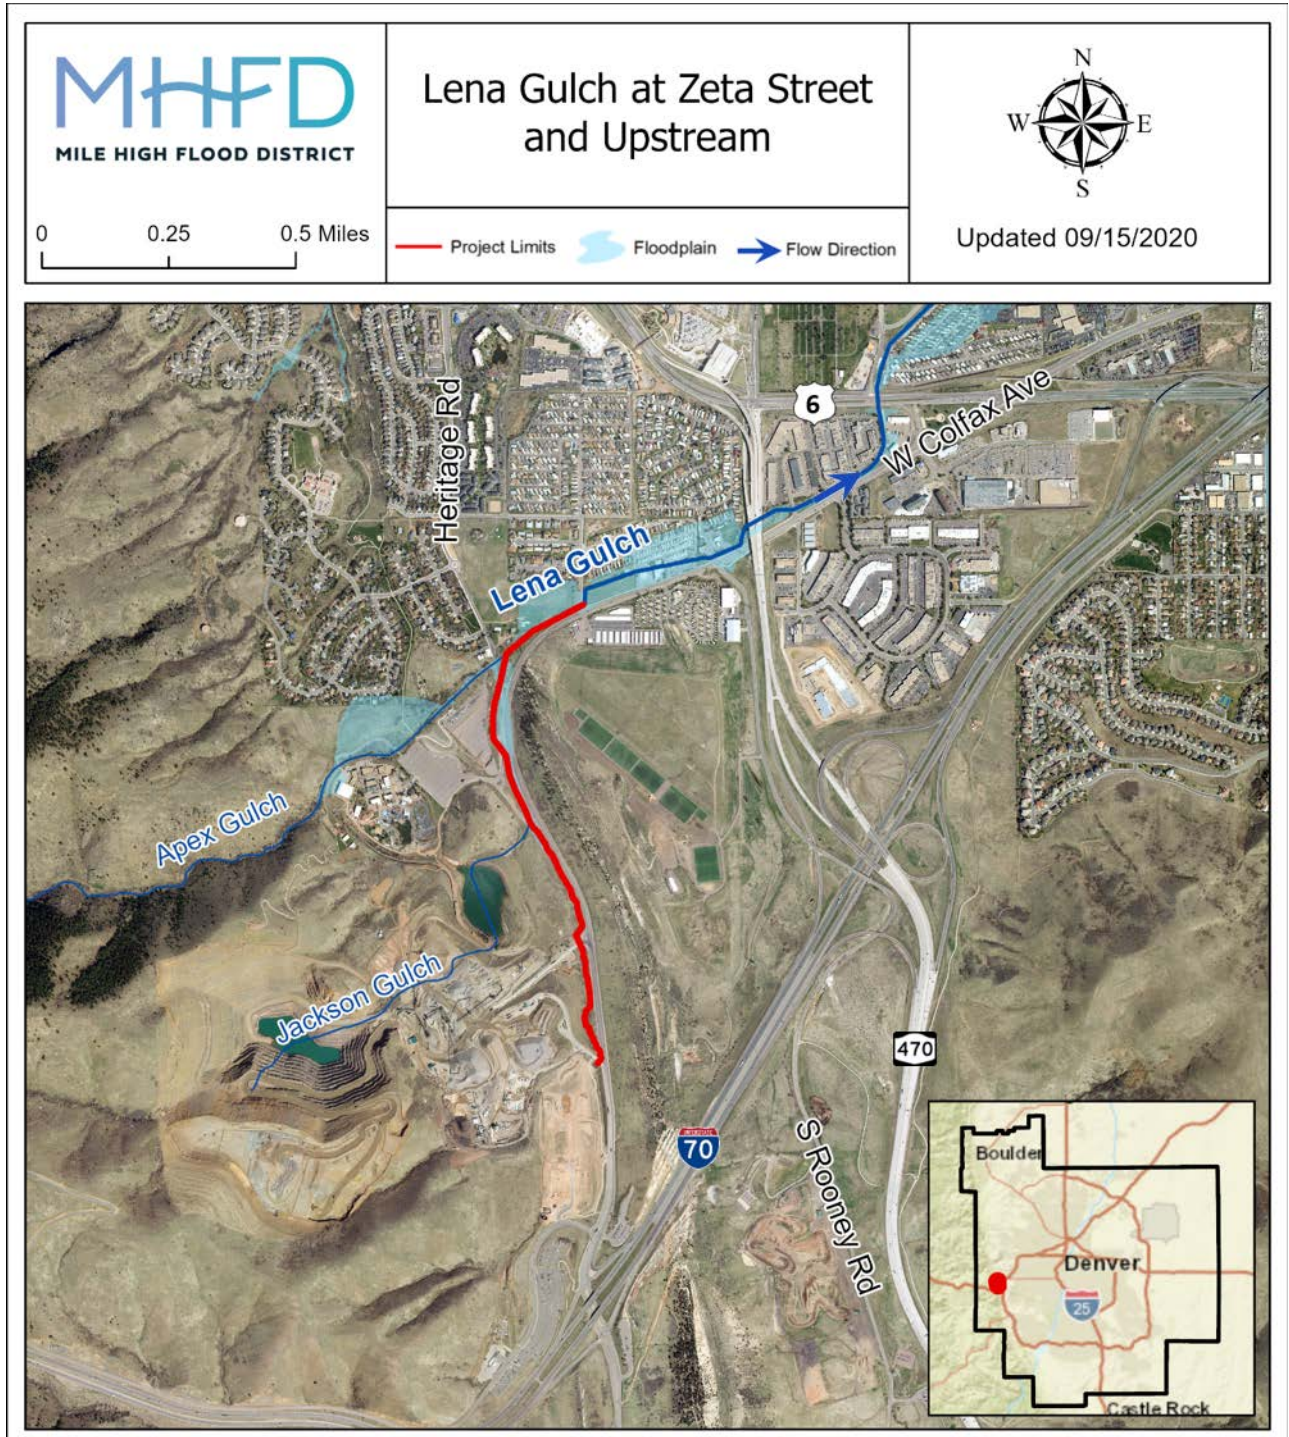 MHFD
MILE HIGH FLOOD DISTRICT
0 0.25 0.5 Miles
Lena Gulch at Zeta Street
and Upstream
Project Limits
Floodplain
Flow Direction
N
W E
S
Updated 09/15/2020
Heritage Rd
6
W Colfax Ave
Lena Gulch
Apex Gulch
Jackson Gulch
470
INTERSTATE
70
S Rooney Rd
Boulder
Denver
25
Castle Rock